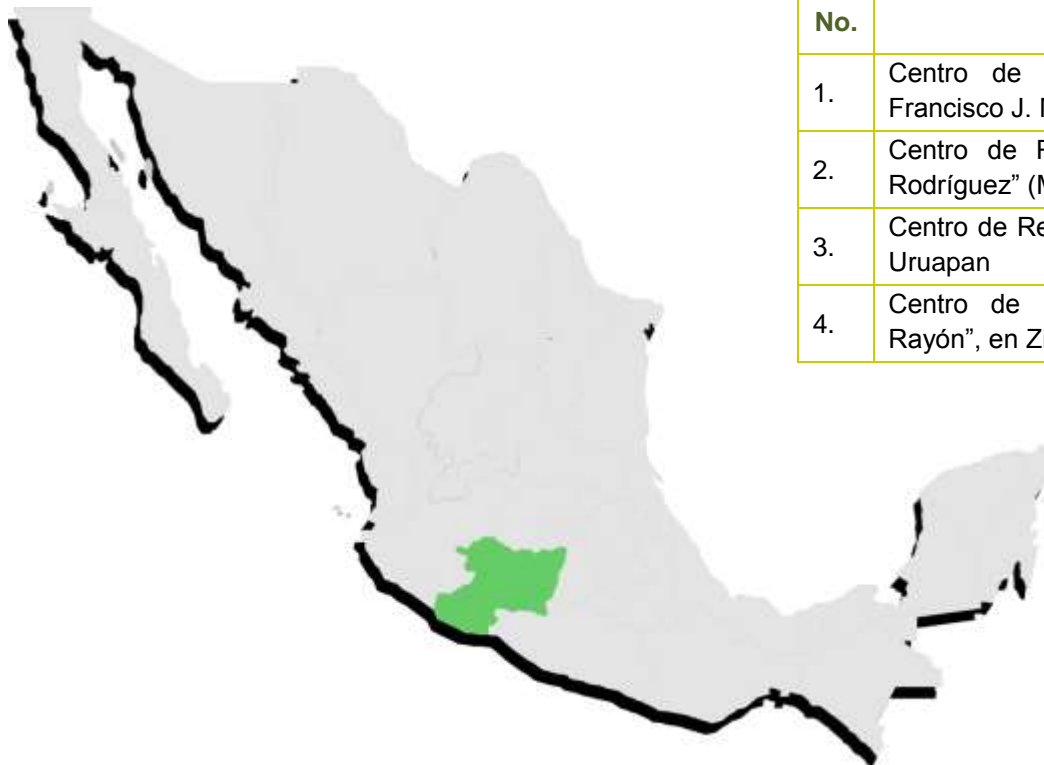 No.
1.
Centro de
Francisco J.
2.
Centro de
Rodríguez”
3.
Centro de Re
Uruapan
4.
Centro de
Rayón”, en